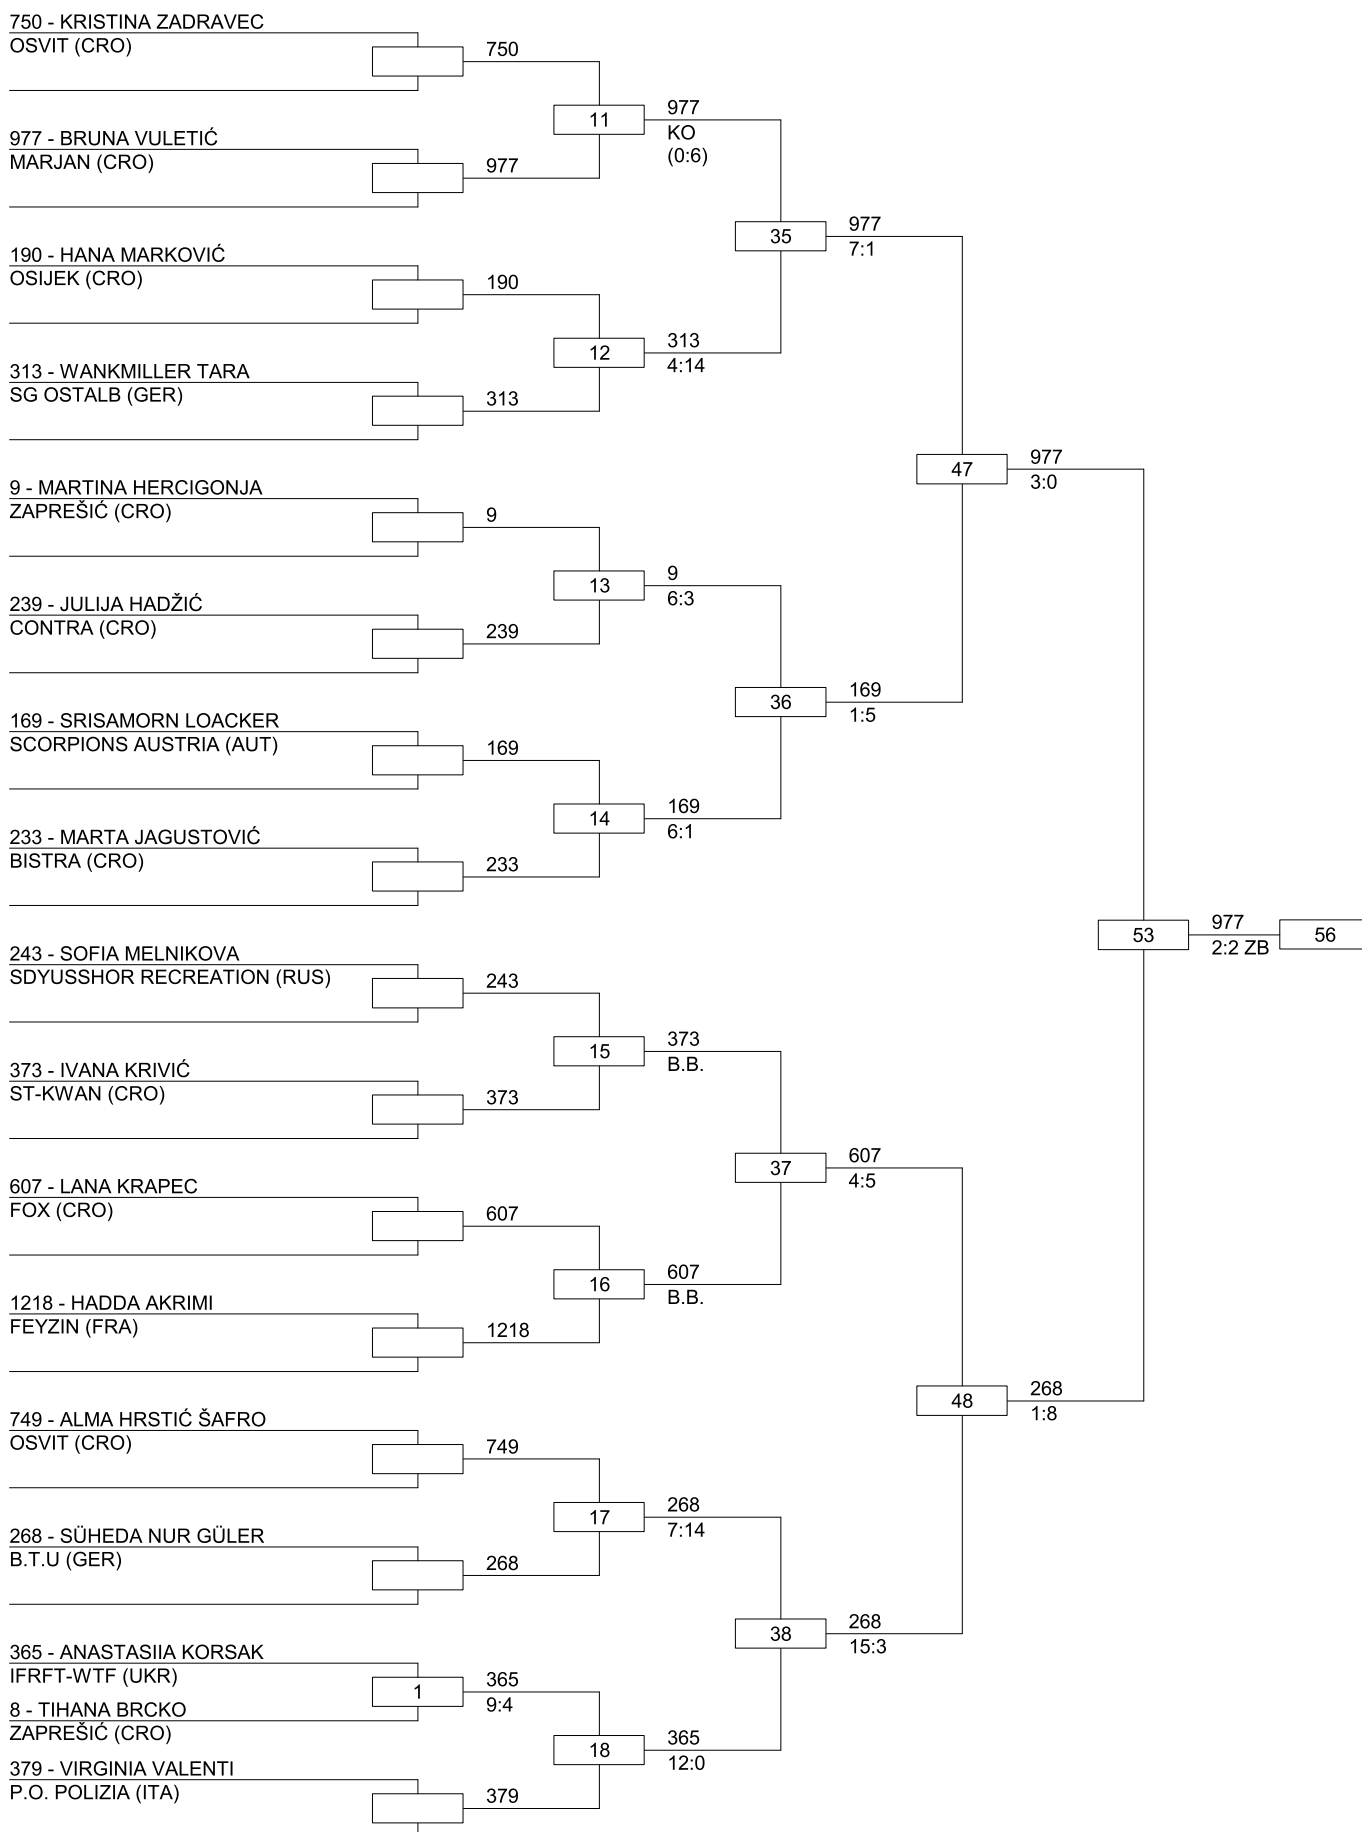 750 - KRISTINA ZADRAVEC
OSVIT (CRO)
750
977 - BRUNA VULETIĆ
MARJAN (CRO)
977
11
977
KO
(0:6)
190 - HANA MARKOVIĆ
OSIJEK (CRO)
190
313 - WANKMILLER TARA
SG OSTALB (GER)
313
12
313
4:14
35
977
7:1
9 - MARTINA HERCIGONJA
ZAPREŠIĆ (CRO)
9
239 - JULIJA HADŽIĆ
CONTRA (CRO)
239
13
9
6:3
169 - SRISAMORN LOACKER
SCORPIONS AUSTRIA (AUT)
169
233 - MARTA JAGUSTOVIĆ
BISTRA (CRO)
233
14
169
6:1
36
169
1:5
47
977
3:0
243 - SOFIA MELNIKOVA
SDYUSSHOR RECREATION (RUS)
243
373 - IVANA KRIVIĆ
ST-KWAN (CRO)
373
15
373
B.B.
607 - LANA KRAPEC
FOX (CRO)
607
1218 - HADDA AKRIMI
FEYZIN (FRA)
1218
16
607
B.B.
37
607
4:5
749 - ALMA HRSTIĆ ŠAFRO
OSVIT (CRO)
749
268 - SÜHEDA NUR GÜLER
B.T.U (GER)
268
17
268
7:14
365 - ANASTASIIA KORSAK
IFRFT-WTF (UKR)
8 - TIHANA BRCKO
ZAPREŠIĆ (CRO)
1
365
9:4
379 - VIRGINIA VALENTI
P.O. POLIZIA (ITA)
379
18
365
12:0
38
268
15:3
48
268
1:8
53
977
2:2 ZB
56